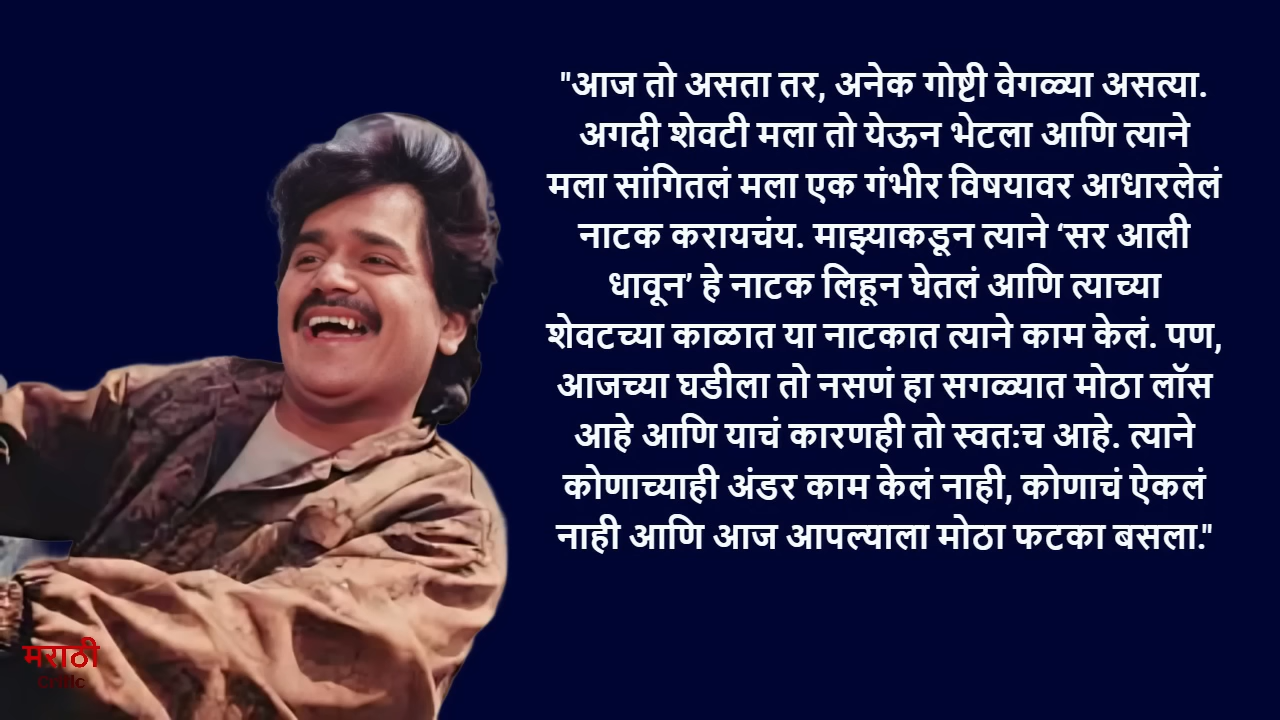 "आज तो असता तर, अनेक गोष्टी वेगळ्या असत्या.
अगदी शेवटी मला तो येऊन भेटला आणि त्याने
मला सांगितलं मला एक गंभीर विषयावर आधारलेलं
नाटक करायचंय. माझ्याकडून त्याने ‘सर आली
धावून’ हे नाटक लिहून घेतलं आणि त्याच्या
शेवटच्या काळात या नाटकात त्याने काम केलं. पण,
आजच्या घडीला तो नसणं हा सगळ्यात मोठा लॉस
आहे आणि याचं कारणही तो स्वत:च आहे. त्याने
कोणाच्याही अंडर काम केलं नाही, कोणाचं ऐकलं
नाही आणि आज आपल्याला मोठा फटका बसला."
मराठी
Critic